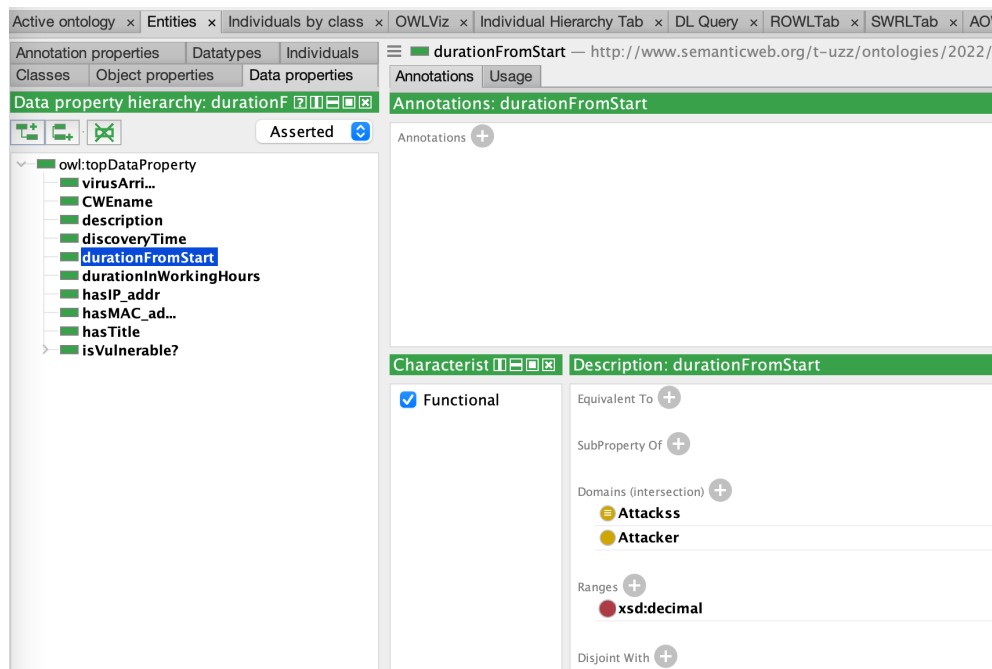 Active ontology × Entities × Individuals by class × OWLViz × Individual Hierarchy Tab × DL Query × ROWLTab × SWRLTab × AO
Annotation properties Datatypes Individuals
Classes Object properties Data properties
durationFromStart — http://www.semanticweb.org/t-uzz/ontologies/2022/
Annotations Usage
Data property hierarchy: durationF
Annotations: durationFromStart
Asserted
Annotations
owl:topDataProperty
virusArri...
CWEname
description
discoveryTime
durationFromStart
durationInWorkingHours
hasIP_addr
hasMAC_ad...
hasTitle
isVulnerable?
Characterist
Description: durationFromStart
Functional
Equivalent To
SubProperty Of
Domains (intersection)
Attackss
Attacker
Ranges
xsd:decimal
Disjoint With